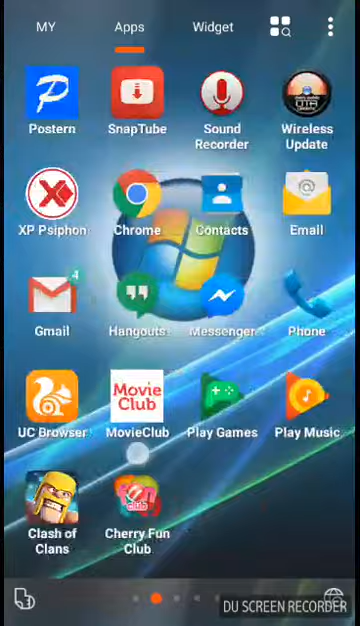 MY Apps Widget
Postern SnapTube Sound Recorder Wireless Update
XP Psiphon Chrome Contacts Email
4
Gmail Hangouts Messenger Phone
Movie
Club
UC Browser MovieClub Play Games Play Music
Clash of Clans Cherry Fun Club
DU SCREEN RECORDER